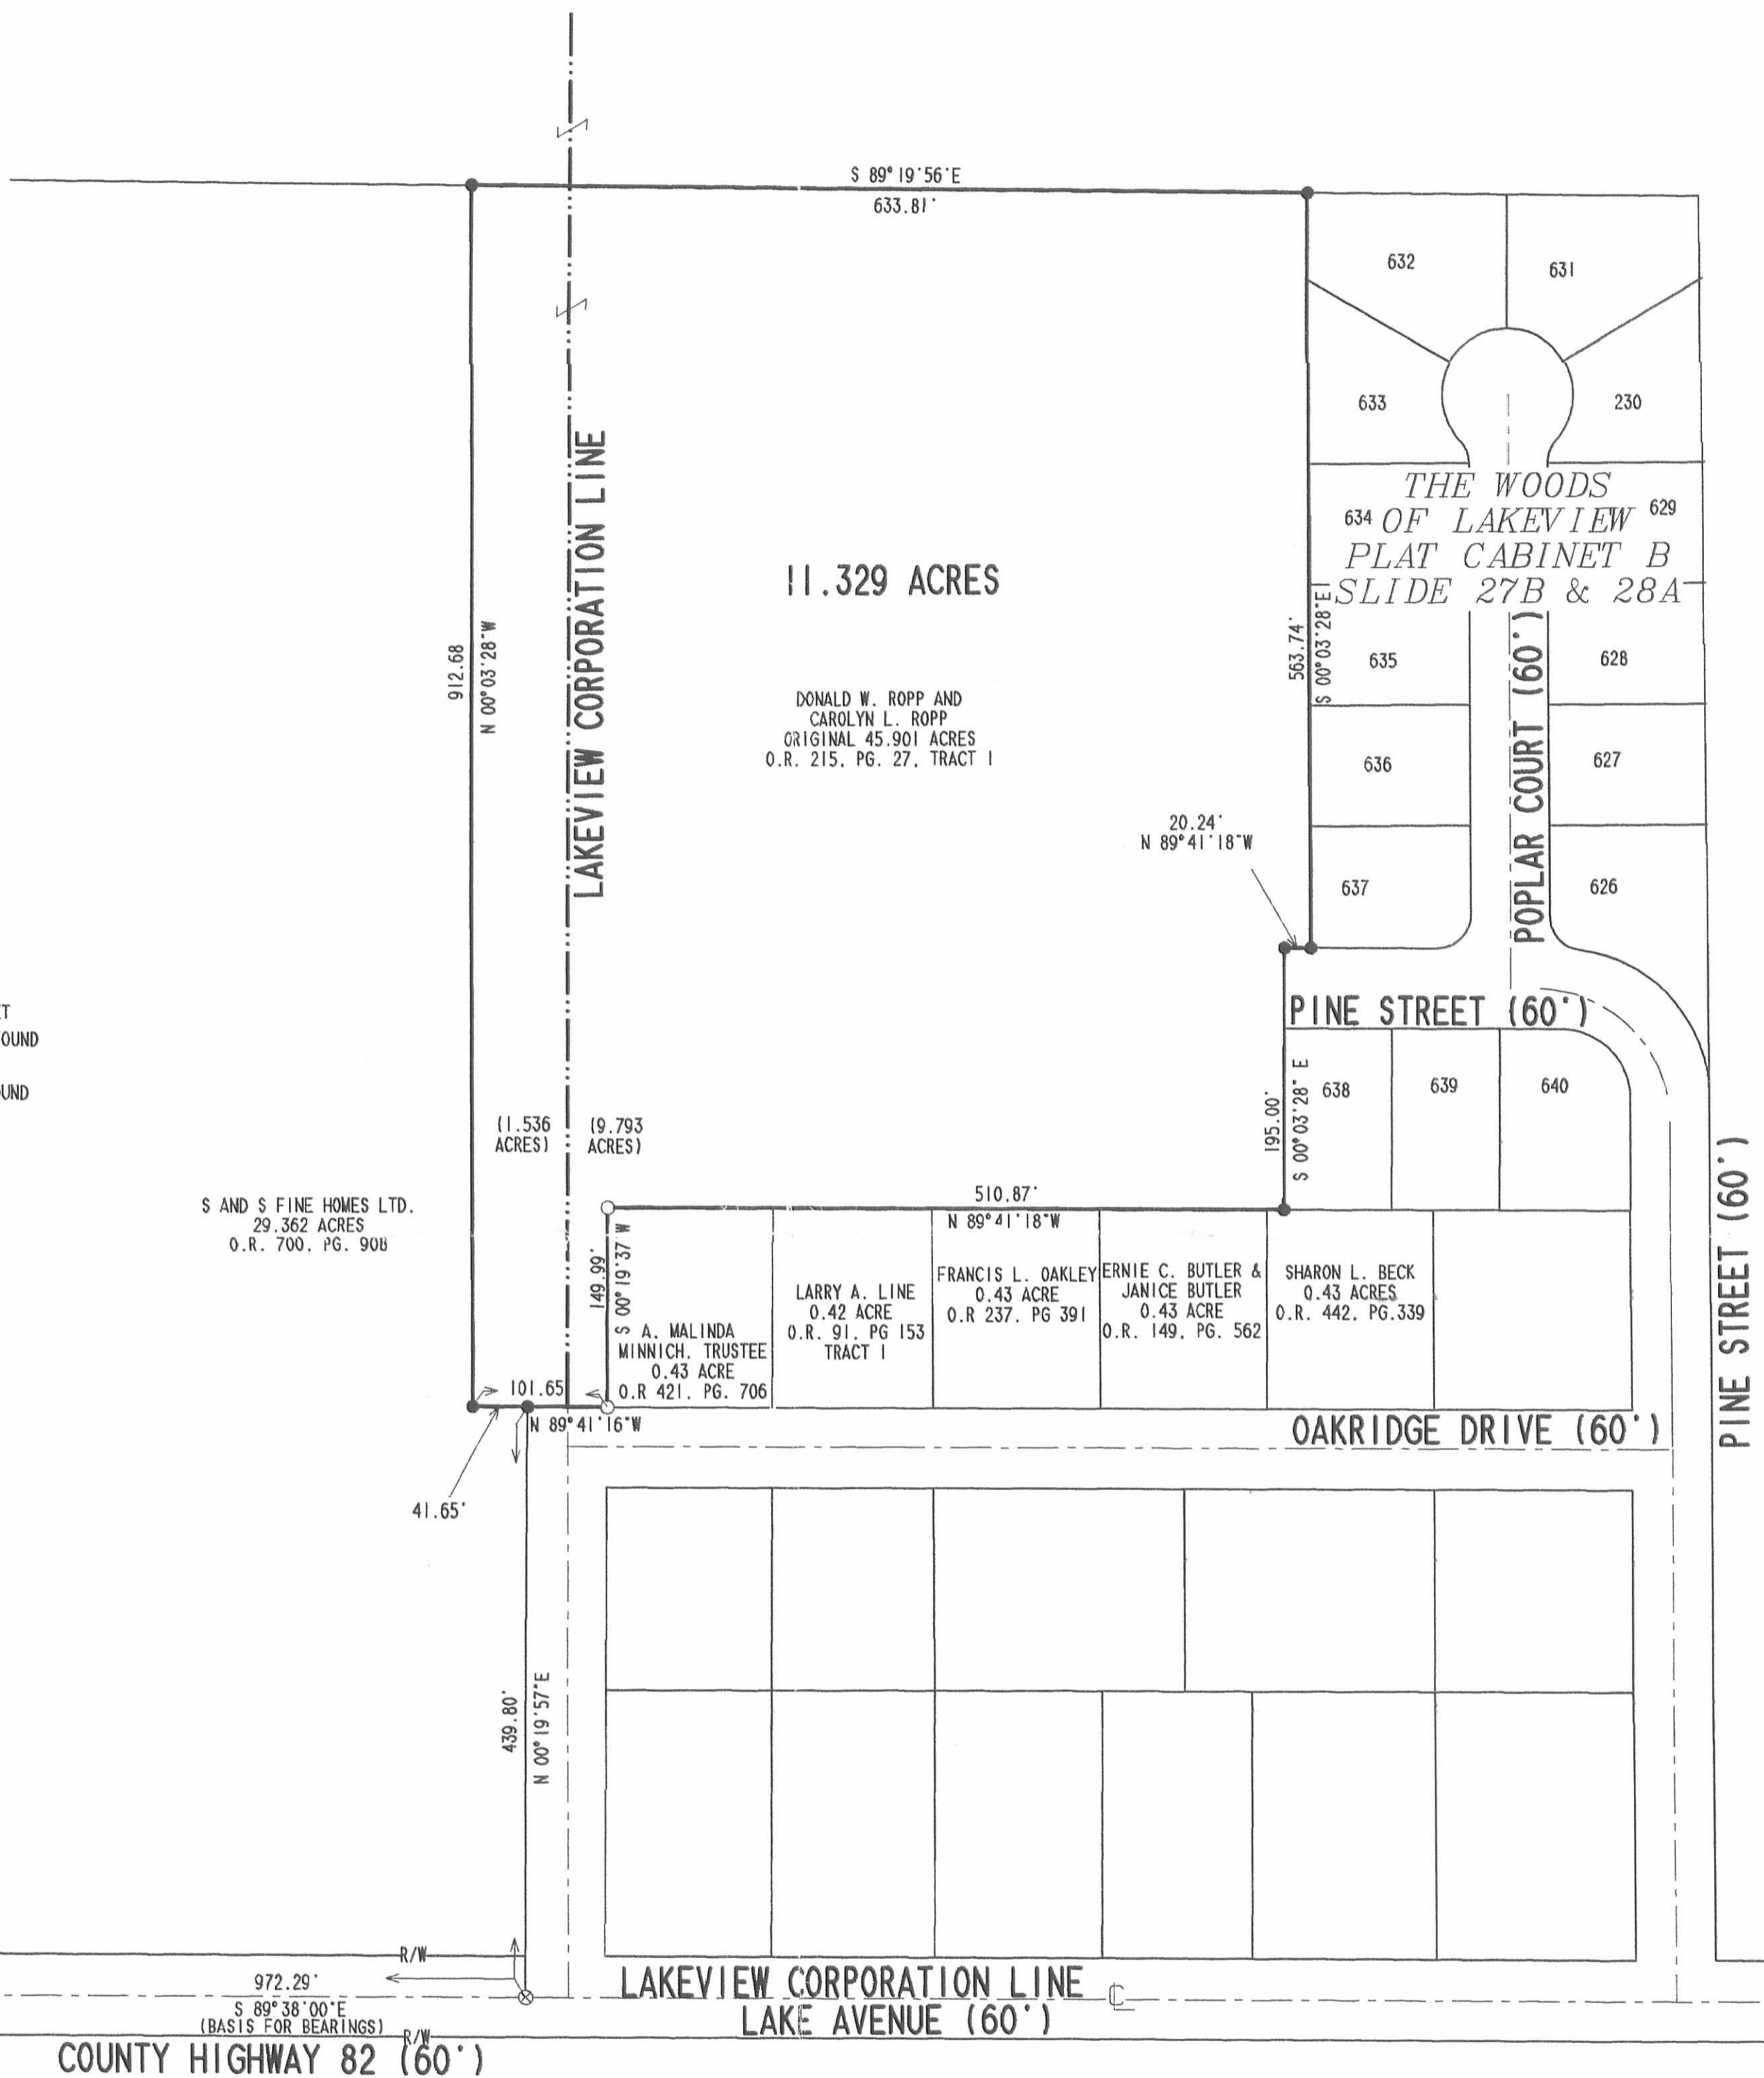 S 89° 19'56"E
633.81'
632
631
633
230
THE WOODS
634 OF LAKEVIEW 629
PLAT CABINET B
SLIDE 27B & 28A
LAKEVIEW CORPORATION LINE
11.329 ACRES
912.68
N 00°03'28"W
563.74'
S 00°03'28"E
635
628
DONALD W. ROPP AND
CAROLYN L. ROPP
ORIGINAL 45.901 ACRES
O.R. 215, PG. 27, TRACT 1
636
627
POPLAR COURT (60')
20.24'
N 89°41'18"W
637
626
PINE STREET (60')
T
OUND
UND
638
639
640
195.00'
S 00°03'28" E
(1.536
ACRES)
(9.793
ACRES)
S AND S FINE HOMES LTD.
29.362 ACRES
O.R. 700, PG. 908
510.87'
N 89°41'18"W
149.99'
S 00°19'37"W
A. MALINDA
MINNICH, TRUSTEE
0.43 ACRE
O.R 421, PG. 706
LARRY A. LINE
0.42 ACRE
O.R. 91, PG 153
TRACT 1
FRANCIS L. OAKLEY
0.43 ACRE
O.R 237, PG 391
ERNIE C. BUTLER &
JANICE BUTLER
0.43 ACRE
O.R. 149, PG. 562
SHARON L. BECK
0.43 ACRES
O.R. 442, PG.339
PINE STREET (60')
101.65
N 89°41'16"W
41.65'
OAKRIDGE DRIVE (60')
439.80'
N 00°19'57"E
R/W
972.29'
S 89°38'00"E
(BASIS FOR BEARINGS)
R/W
LAKEVIEW CORPORATION LINE
℄
LAKE AVENUE (60')
COUNTY HIGHWAY 82 (60')